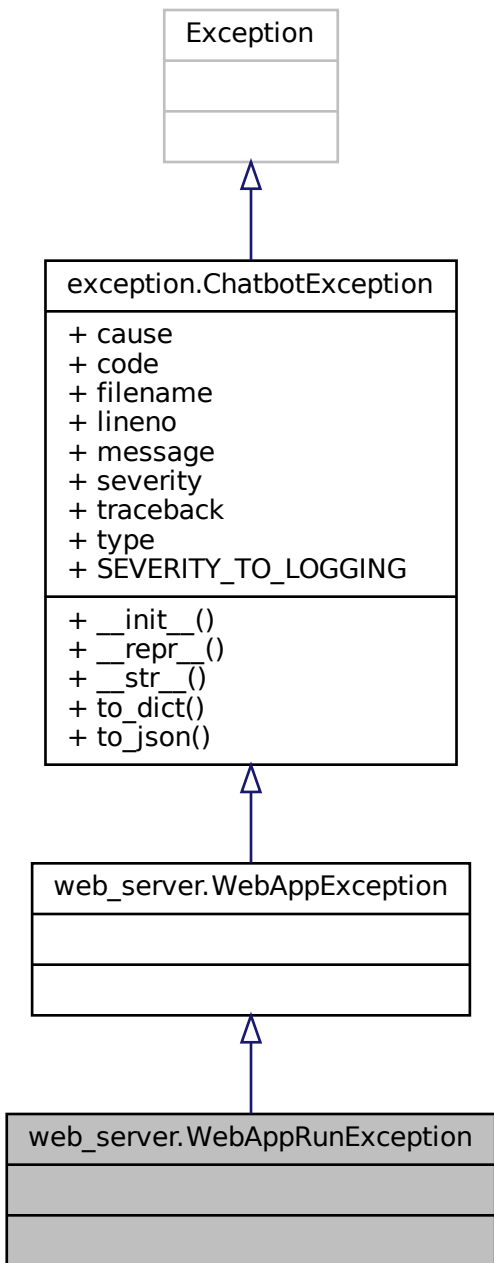 Exception
exception.ChatbotException
+ cause
+ code
+ filename
+ lineno
+ message
+ severity
+ traceback
+ type
+ SEVERITY_TO_LOGGING
+ __init__()
+ __repr__()
+ __str__()
+ to_dict()
+ to_json()
web_server.WebAppException
web_server.WebAppRunException